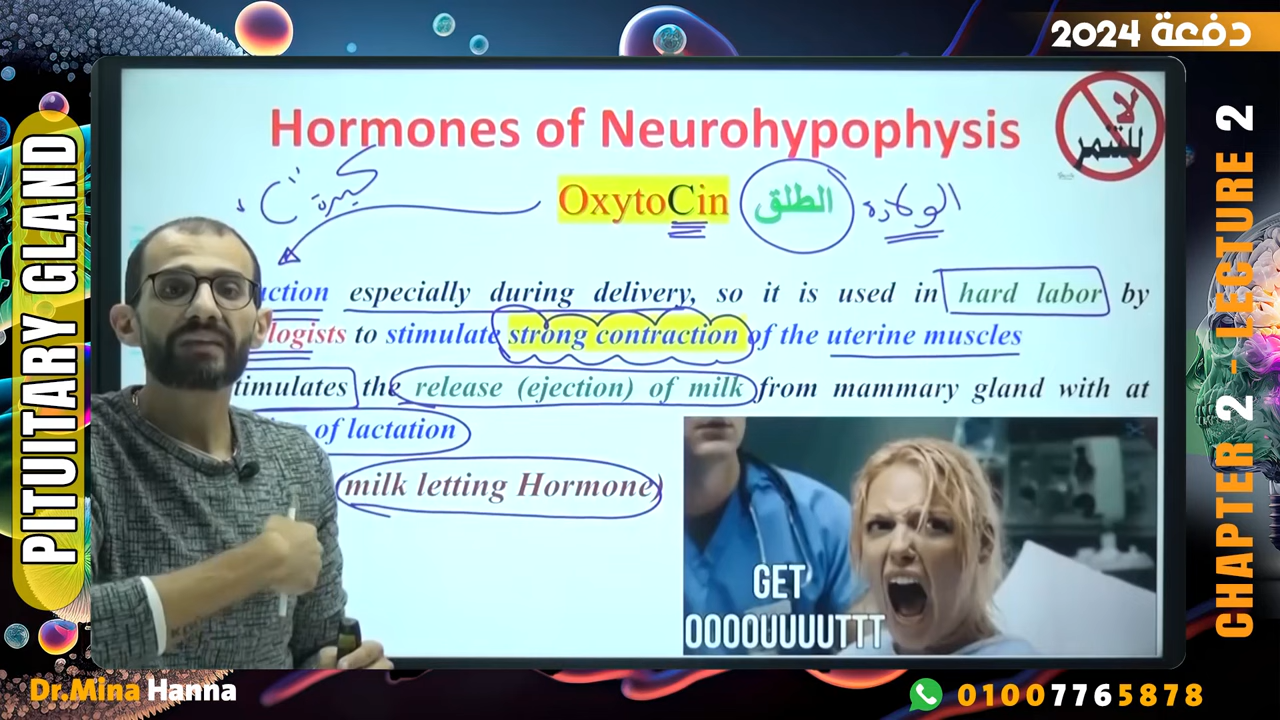 دفعة 2024
PITUTARY GLAND
CHAPTER 2 - LECTURE 2
لا للتنمر
Hormones of Neurohypophysis
OxytoCin الطلق الولادة
كبيرة
uction especially during delivery, so it is used in hard labor by
logists to stimulate strong contraction of the uterine muscles
timulates the release (ejection) of milk from mammary gland with at
of lactation
milk letting Hormone)
GET
OOOOUUUUTTT
Dr.Mina Hanna
01007765878